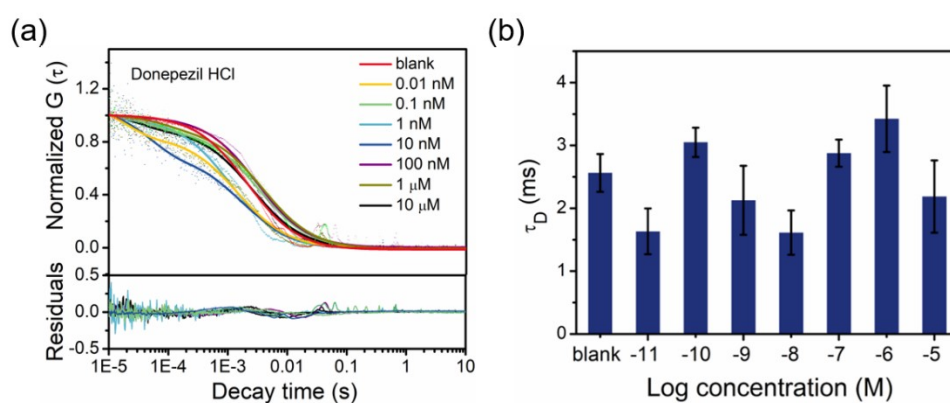 (a)
Normalized G (τ)
1.2
0.8
0.4
0.0
Donepezil HCl
blank
0.01 nM
0.1 nM
1 nM
10 nM
100 nM
1 μM
10 μM
Residuals
0.5
0.0
-0.5
1E-5 1E-4 1E-3 0.01 0.1 1 10
Decay time (s)
(b)
τD (ms)
4
3
2
1
0
blank -11 -10 -9 -8 -7 -6 -5
Log concentration (M)